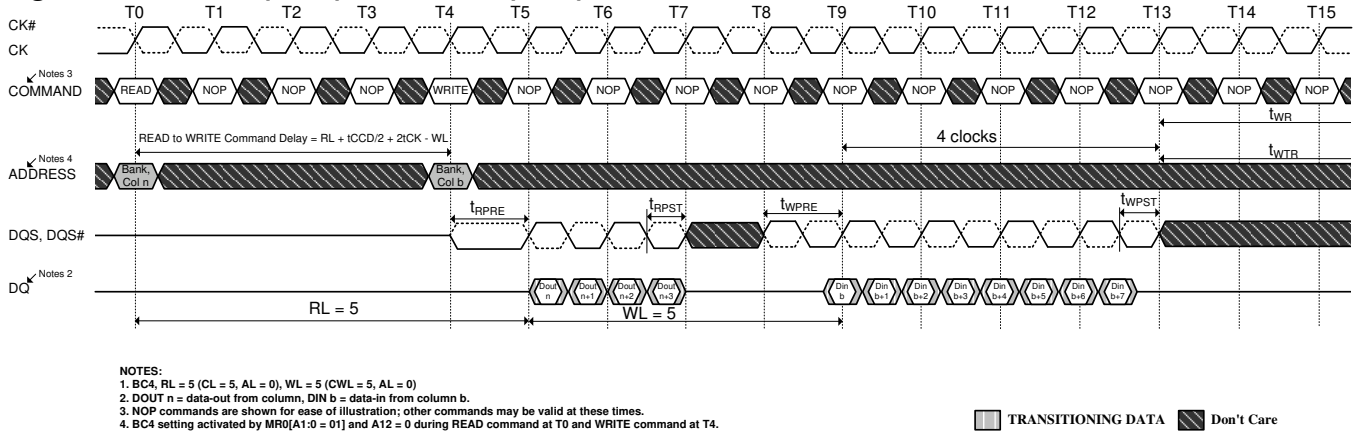 T0 T1 T2 T3 T4 T5 T6 T7 T8 T9 T10 T11 T12 T13 T14 T15
CK#
CK
Notes 3
COMMAND READ NOP NOP NOP WRITE NOP NOP NOP NOP NOP NOP NOP NOP NOP NOP NOP
tWR
READ to WRITE Command Delay = RL + tCCD/2 + 2tCK - WL
4 clocks
tWTR
Notes 4
ADDRESS
Bank, Col n
Bank, Col b
tRPRE tRPST tWPRE tWPST
DQS, DQS#
Notes 2
DQ
Dout n Dout n+1 Dout n+2 Dout n+3 Din b Din b+1 Din b+2 Din b+3 Din b+4 Din b+5 Din b+6 Din b+7
RL = 5 WL = 5
NOTES:
1. BC4, RL = 5 (CL = 5, AL = 0), WL = 5 (CWL = 5, AL = 0)
2. DOUT n = data-out from column, DIN b = data-in from column b.
3. NOP commands are shown for ease of illustration; other commands may be valid at these times.
4. BC4 setting activated by MR0[A1:0 = 01] and A12 = 0 during READ command at T0 and WRITE command at T4.
TRANSITIONING DATA Don't Care